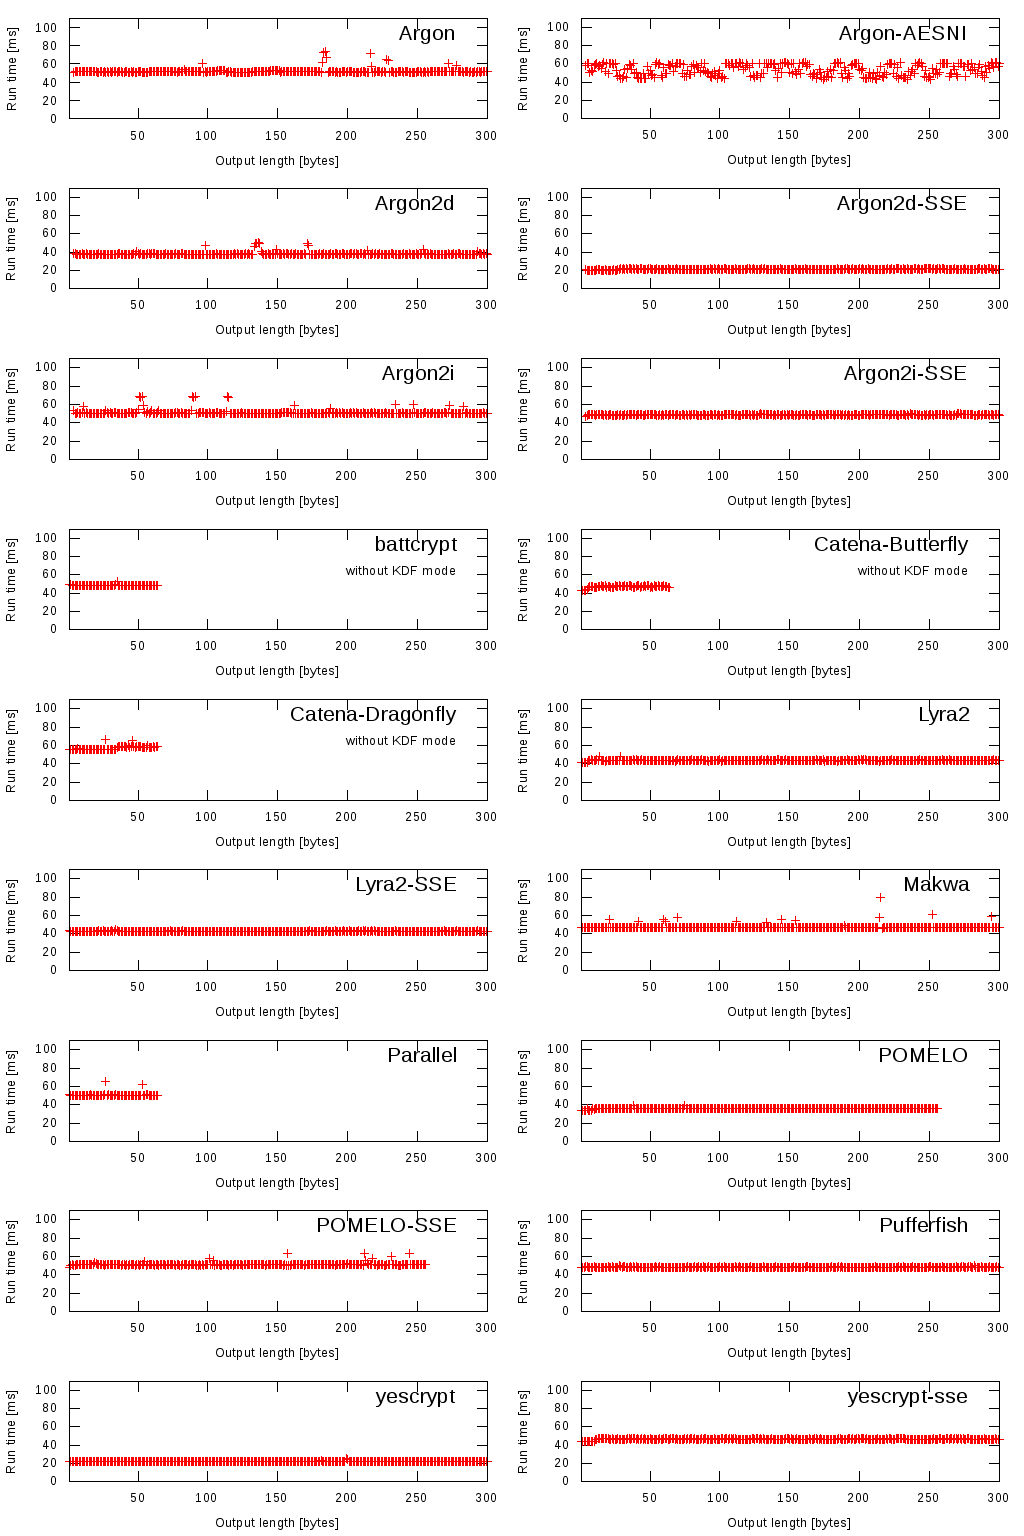 Argon
Run time [ms]
100
80
60
40
20
0
50 100 150 200 250 300
Output length [bytes]
Argon-AESNI
Run time [ms]
100
80
60
40
20
0
50 100 150 200 250 300
Output length [bytes]
Argon2d
Run time [ms]
100
80
60
40
20
0
50 100 150 200 250 300
Output length [bytes]
Argon2d-SSE
Run time [ms]
100
80
60
40
20
0
50 100 150 200 250 300
Output length [bytes]
Argon2i
Run time [ms]
100
80
60
40
20
0
50 100 150 200 250 300
Output length [bytes]
Argon2i-SSE
Run time [ms]
100
80
60
40
20
0
50 100 150 200 250 300
Output length [bytes]
battcrypt
without KDF mode
Run time [ms]
100
80
60
40
20
0
50 100 150 200 250 300
Output length [bytes]
Catena-Butterfly
without KDF mode
Run time [ms]
100
80
60
40
20
0
50 100 150 200 250 300
Output length [bytes]
Catena-Dragonfly
without KDF mode
Run time [ms]
100
80
60
40
20
0
50 100 150 200 250 300
Output length [bytes]
Lyra2
Run time [ms]
100
80
60
40
20
0
50 100 150 200 250 300
Output length [bytes]
Lyra2-SSE
Run time [ms]
100
80
60
40
20
0
50 100 150 200 250 300
Output length [bytes]
Makwa
Run time [ms]
100
80
60
40
20
0
50 100 150 200 250 300
Output length [bytes]
Parallel
Run time [ms]
100
80
60
40
20
0
50 100 150 200 250 300
Output length [bytes]
POMELO
Run time [ms]
100
80
60
40
20
0
50 100 150 200 250 300
Output length [bytes]
POMELO-SSE
Run time [ms]
100
80
60
40
20
0
50 100 150 200 250 300
Output length [bytes]
Pufferfish
Run time [ms]
100
80
60
40
20
0
50 100 150 200 250 300
Output length [bytes]
yescrypt
Run time [ms]
100
80
60
40
20
0
50 100 150 200 250 300
Output length [bytes]
yescrypt-sse
Run time [ms]
100
80
60
40
20
0
50 100 150 200 250 300
Output length [bytes]